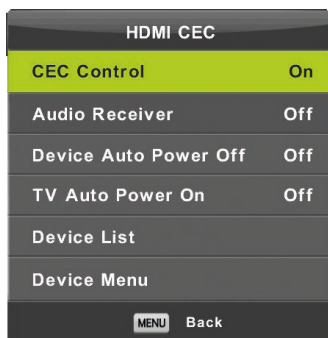 HDMI CEC
CEC Control On
Audio Receiver Off
Device Auto Power Off Off
TV Auto Power On Off
Device List
Device Menu
MENU Back